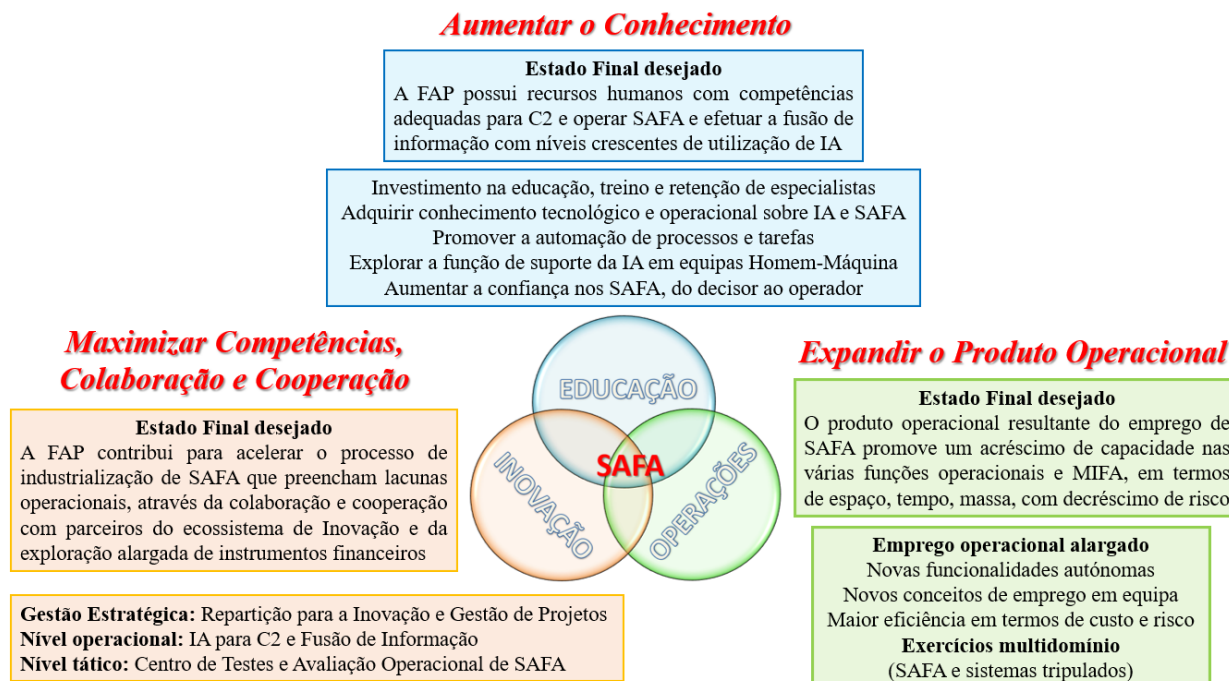 Aumentar o Conhecimento
Estado Final desejado
A FAP possui recursos humanos com competências
adequadas para C2 e operar SAFA e efetuar a fusão de
informação com níveis crescentes de utilização de IA
Investimento na educação, treino e retenção de especialistas
Adquirir conhecimento tecnológico e operacional sobre IA e SAFA
Promover a automação de processos e tarefas
Explorar a função de suporte da IA em equipas Homem-Máquina
Aumentar a confiança nos SAFA, do decisor ao operador
Maximizar Competências,
Colaboração e Cooperação
Estado Final desejado
A FAP contribui para acelerar o processo de
industrialização de SAFA que preencham lacunas
operacionais, através da colaboração e cooperação
com parceiros do ecossistema de Inovação e da
exploração alargada de instrumentos financeiros
Gestão Estratégica: Repartição para a Inovação e Gestão de Projetos
Nível operacional: IA para C2 e Fusão de Informação
Nível tático: Centro de Testes e Avaliação Operacional de SAFA
EDUCAÇÃO
SAFA
INOVAÇÃO
OPERAÇÕES
Expandir o Produto Operacional
Estado Final desejado
O produto operacional resultante do emprego de
SAFA promove um acréscimo de capacidade nas
várias funções operacionais e MIFA, em termos
de espaço, tempo, massa, com decréscimo de risco
Emprego operacional alargado
Novas funcionalidades autónomas
Novos conceitos de emprego em equipa
Maior eficiência em termos de custo e risco
Exercícios multidomínio
(SAFA e sistemas tripulados)